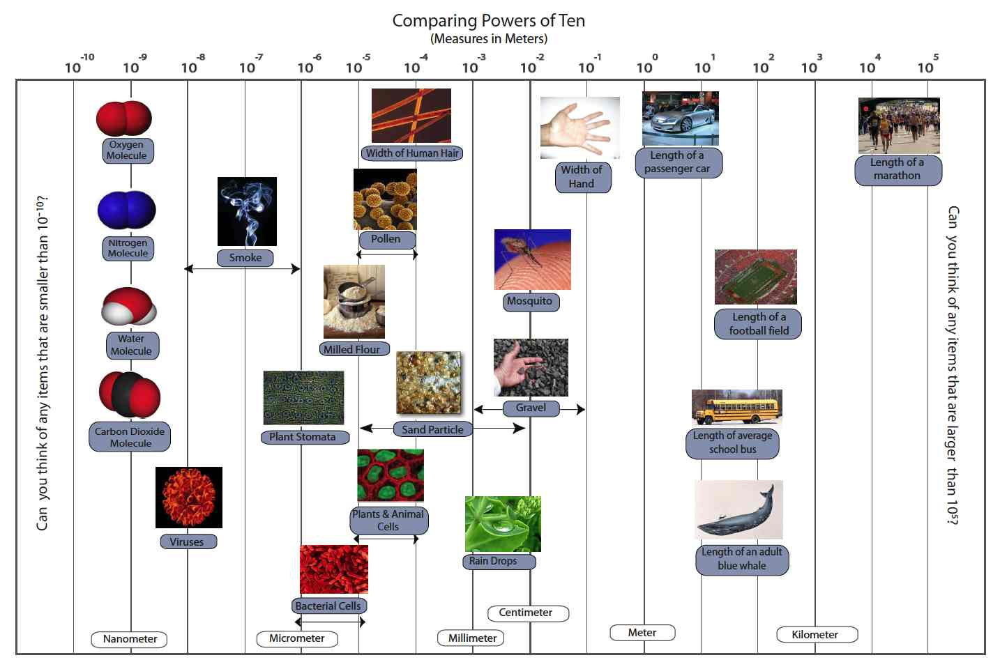 Comparing Powers of Ten
(Measures in Meters)
10⁻¹⁰ 10⁻⁹ 10⁻⁸ 10⁻⁷ 10⁻⁶ 10⁻⁵ 10⁻⁴ 10⁻³ 10⁻² 10⁻¹ 10⁰ 10¹ 10² 10³ 10⁴ 10⁵
Can you think of any items that are smaller than 10⁻¹⁰?
Oxygen
Molecule
NItrogen
Molecule
Water
Molecule
Carbon Dioxide
Molecule
Viruses
Smoke
Width of Human Hair
Pollen
Milled Flour
Plant Stomata
Sand Particle
Plants & Animal
Cells
Bacterial Cells
Width of
Hand
Mosquito
Gravel
Rain Drops
Length of a
passenger car
Length of a
football field
Length of average
school bus
Length of an adult
blue whale
Length of a
marathon
Can you think of any items that are larger than 10⁵?
Nanometer
Micrometer
Millimeter
Centimeter
Meter
Kilometer